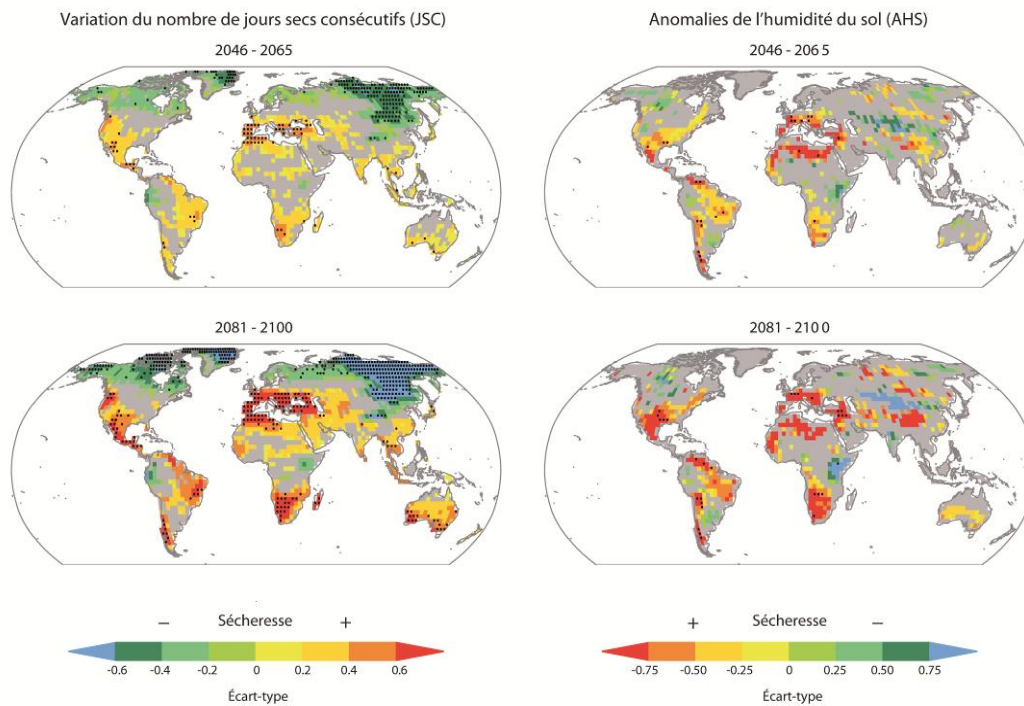 Variation du nombre de jours secs consécutifs (JSC)
Anomalies de l'humidité du sol (AHS)
2046 - 2065
2046 - 206 5
2081 - 2100
2081 - 210 0
– Sécheresse +
+ Sécheresse –
-0.6 -0.4 -0.2 0 0.2 0.4 0.6
-0.75 -0.50 -0.25 0 0.25 0.50 0.75
Écart-type
Écart-type